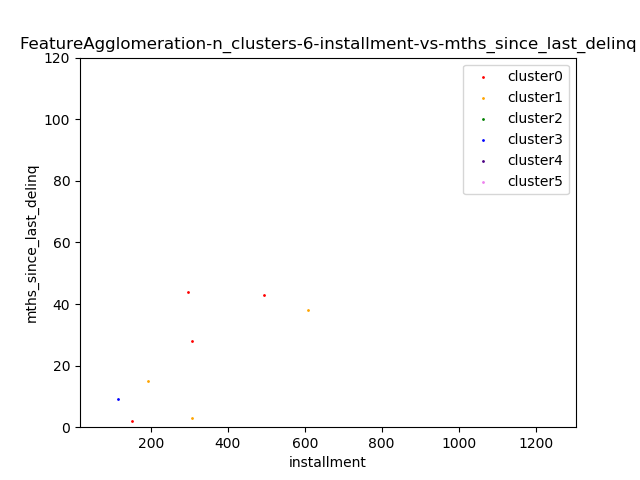 FeatureAgglomeration-n_clusters-6-installment-vs-mths_since_last_delinq
120
100
80
60
40
20
0
mths_since_last_delinq
cluster0
cluster1
cluster2
cluster3
cluster4
cluster5
200 400 600 800 1000 1200
installment